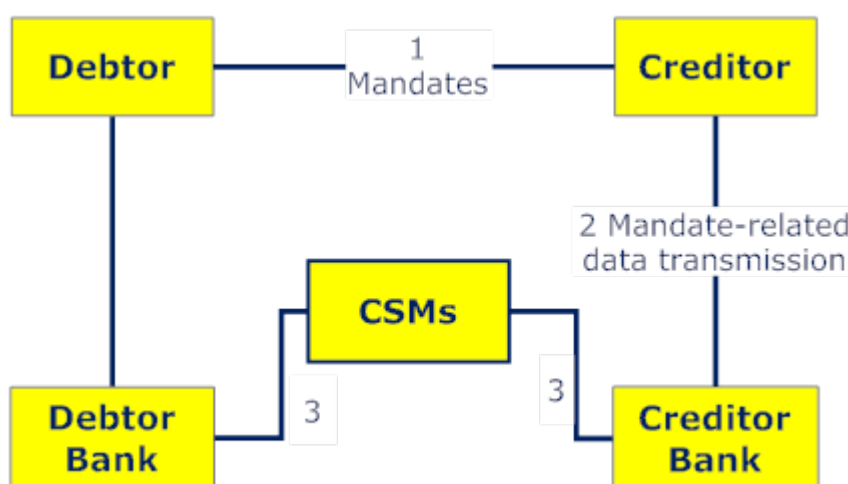 Debtor
1
Mandates
Creditor
2 Mandate-related
data transmission
CSMs
3
3
Debtor
Bank
Creditor
Bank